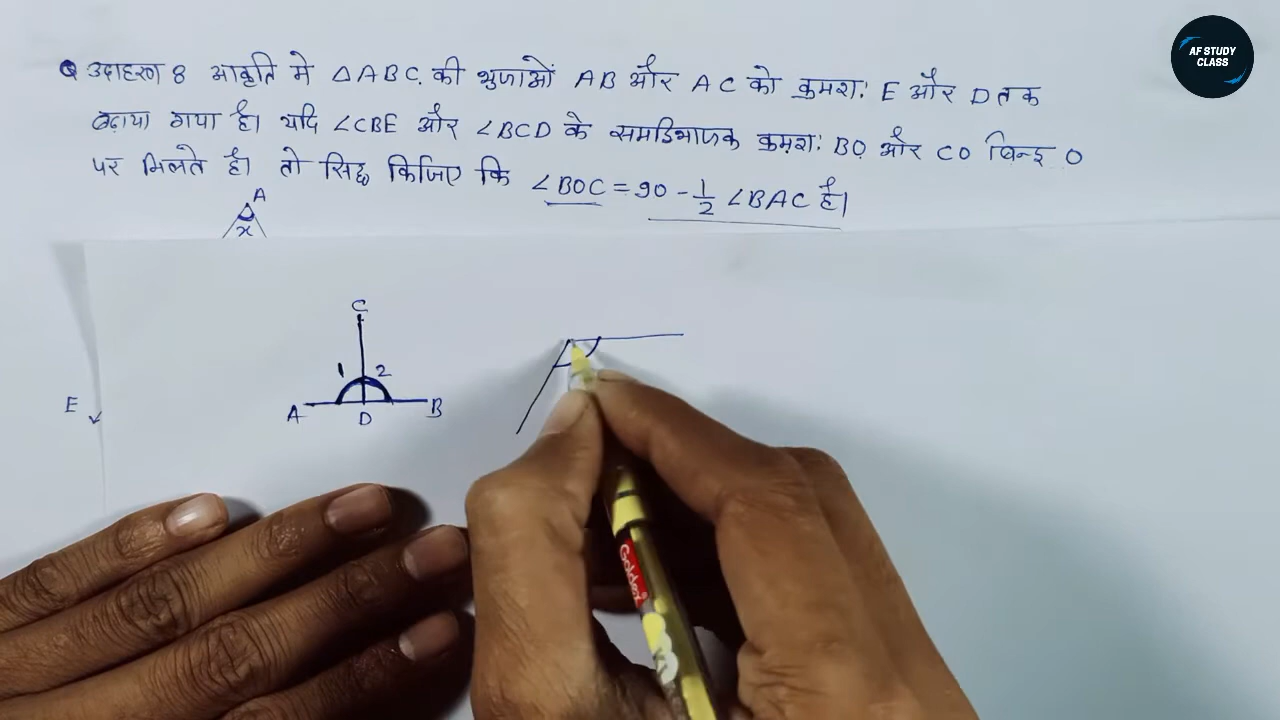 Q उदाहरण 8 आकृति मे △ABC की भुजाओं AB और AC को क्रमशः E और D तक
बढ़ाया गया है। यदि ∠CBE और ∠BCD के समद्विभाजक क्रमशः BO और CO बिन्दु O
पर मिलते है। तो सिद्ध किजिए कि ∠BOC = 90 - 1/2 ∠BAC है।
A
x
C
1 2
A D B
E
AF STUDY
CLASS
Goldex